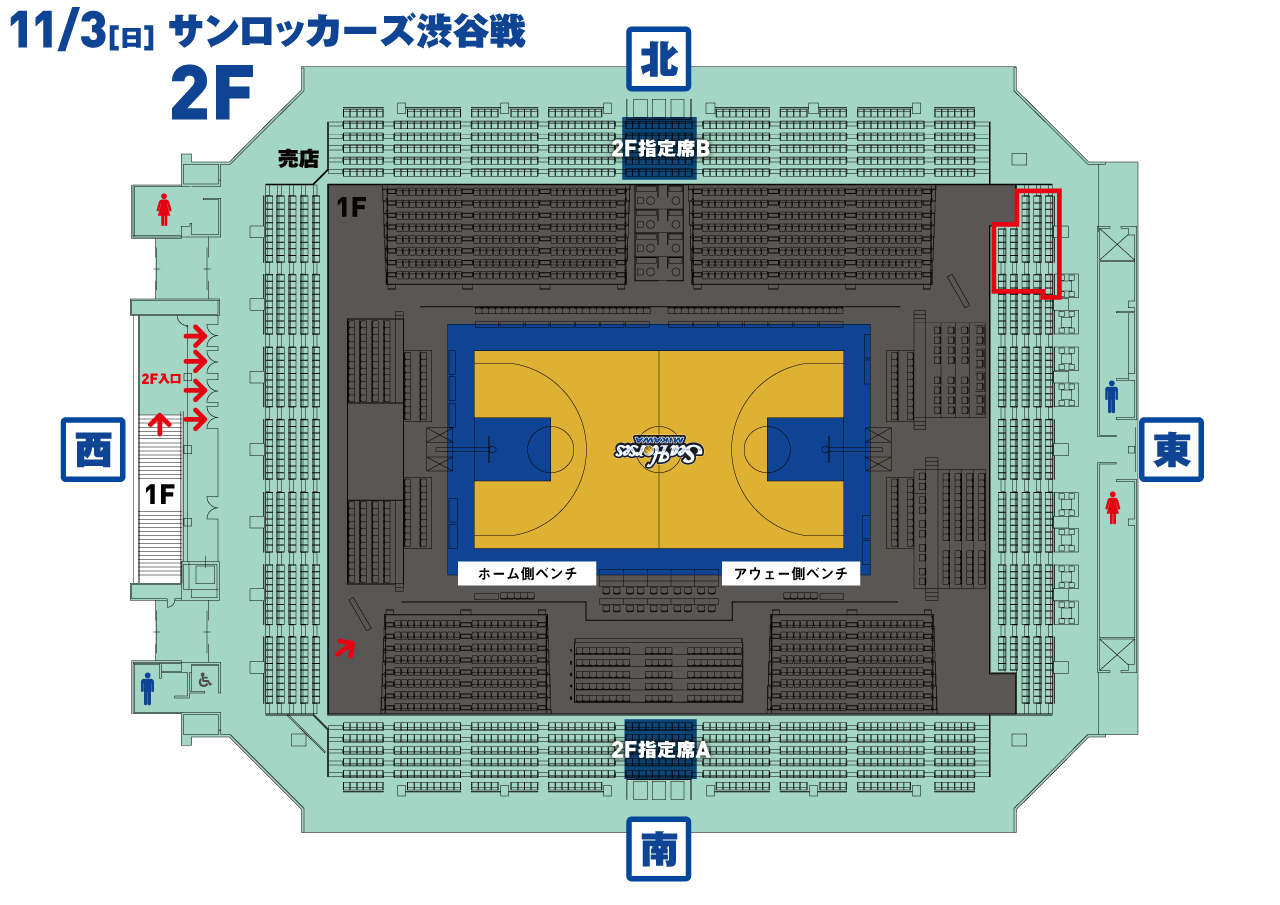 11/3[日] サンロッカーズ渋谷戦
2F
北
2F指定席B
売店
1F
2F入口
西
1F
東
SeaHorses
MIKAWA
ホーム側ベンチ
アウェー側ベンチ
2F指定席A
南